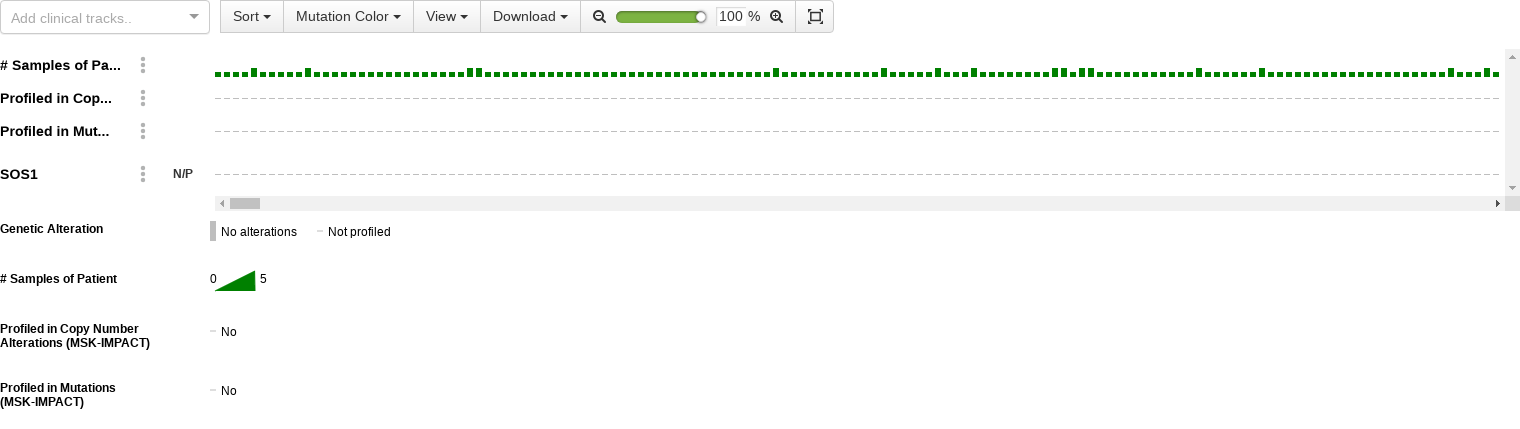 Add clinical tracks..
Sort Mutation Color View Download 100 %
# Samples of Pa...
Profiled in Cop...
Profiled in Mut...
SOS1 N/P
Genetic Alteration No alterations Not profiled
# Samples of Patient 0 5
Profiled in Copy Number
Alterations (MSK-IMPACT) No
Profiled in Mutations
(MSK-IMPACT) No